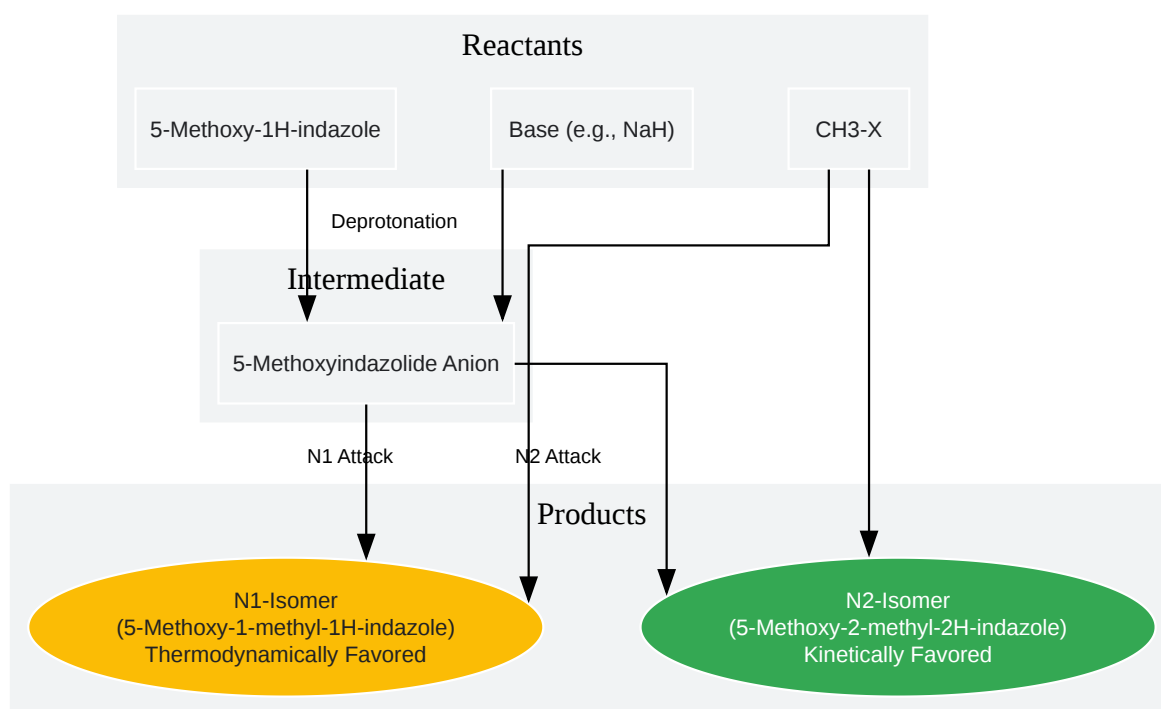 Reactants
5-Methoxy-1H-indazole
Base (e.g., NaH)
CH3-X
Deprotonation
Intermediate
5-Methoxyindazolide Anion
N1 Attack
N2 Attack
Products
N1-Isomer
(5-Methoxy-1-methyl-1H-indazole)
Thermodynamically Favored
N2-Isomer
(5-Methoxy-2-methyl-2H-indazole)
Kinetically Favored